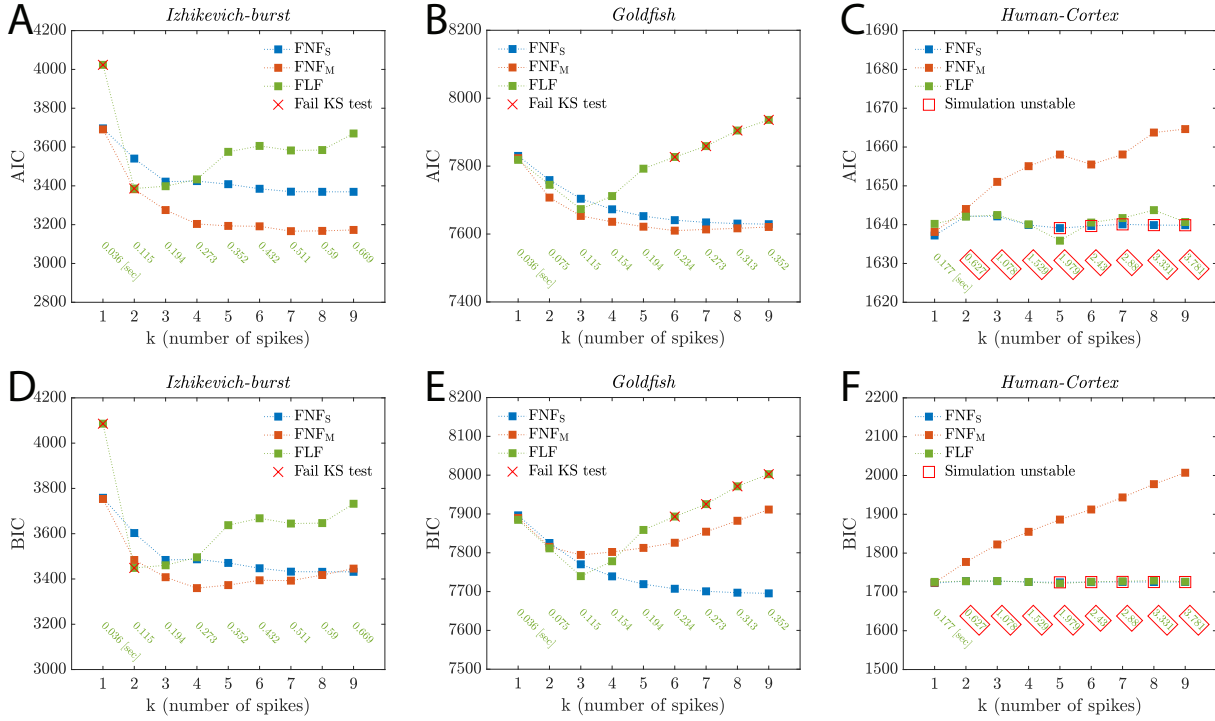 A
Izhikevich-burst
4200
4000
3800
3600
3400
3200
3000
2800
AIC
FNF_S
FNF_M
FLF
Fail KS test
0.036 [sec]
0.115
0.194
0.273
0.352
0.432
0.511
0.59
0.669
1 2 3 4 5 6 7 8 9
k (number of spikes)
B
Goldfish
8200
8000
7800
7600
7400
AIC
FNF_S
FNF_M
FLF
Fail KS test
0.036 [sec]
0.075
0.115
0.154
0.194
0.234
0.273
0.313
0.352
1 2 3 4 5 6 7 8 9
k (number of spikes)
C
Human-Cortex
1690
1680
1670
1660
1650
1640
1630
1620
AIC
FNF_S
FNF_M
FLF
Simulation unstable
0.177 [sec]
0.627
1.078
1.529
1.979
2.43
2.88
3.331
3.781
1 2 3 4 5 6 7 8 9
k (number of spikes)
D
Izhikevich-burst
4200
4000
3800
3600
3400
3200
3000
BIC
FNF_S
FNF_M
FLF
Fail KS test
0.036 [sec]
0.115
0.194
0.273
0.352
0.432
0.511
0.59
0.669
1 2 3 4 5 6 7 8 9
k (number of spikes)
E
Goldfish
8200
8100
8000
7900
7800
7700
7600
7500
BIC
FNF_S
FNF_M
FLF
Fail KS test
0.036 [sec]
0.075
0.115
0.154
0.194
0.234
0.273
0.313
0.352
1 2 3 4 5 6 7 8 9
k (number of spikes)
F
Human-Cortex
2200
2100
2000
1900
1800
1700
1600
1500
BIC
FNF_S
FNF_M
FLF
Simulation unstable
0.177 [sec]
0.627
1.078
1.529
1.979
2.43
2.88
3.331
3.781
1 2 3 4 5 6 7 8 9
k (number of spikes)